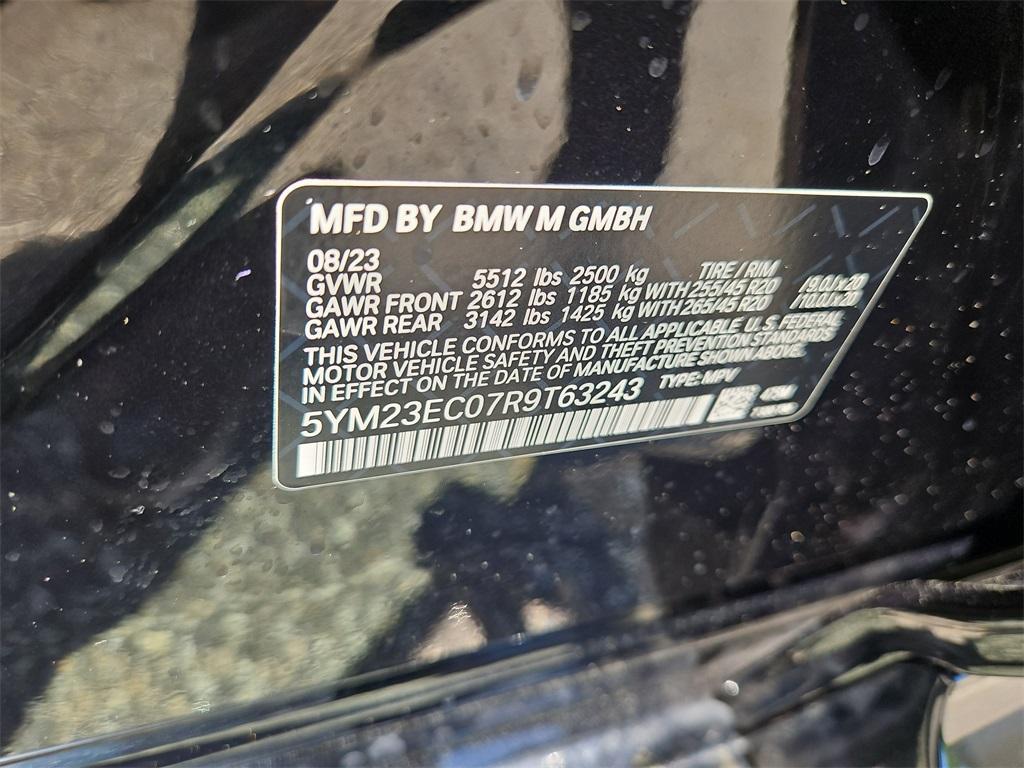 MFD BY BMW M GMBH
08/23
GVWR 5512 lbs 2500 kg TIRE / RIM
GAWR FRONT 2612 lbs 1185 kg WITH 255/45 R20 /9.0J x 20
GAWR REAR 3142 lbs 1425 kg WITH 265/45 R20 /10.0J x 20
THIS VEHICLE CONFORMS TO ALL APPLICABLE U.S. FEDERAL
MOTOR VEHICLE SAFETY AND THEFT PREVENTION STANDARDS
IN EFFECT ON THE DATE OF MANUFACTURE SHOWN ABOVE.
5YM23EC07R9T63243 TYPE: MPV